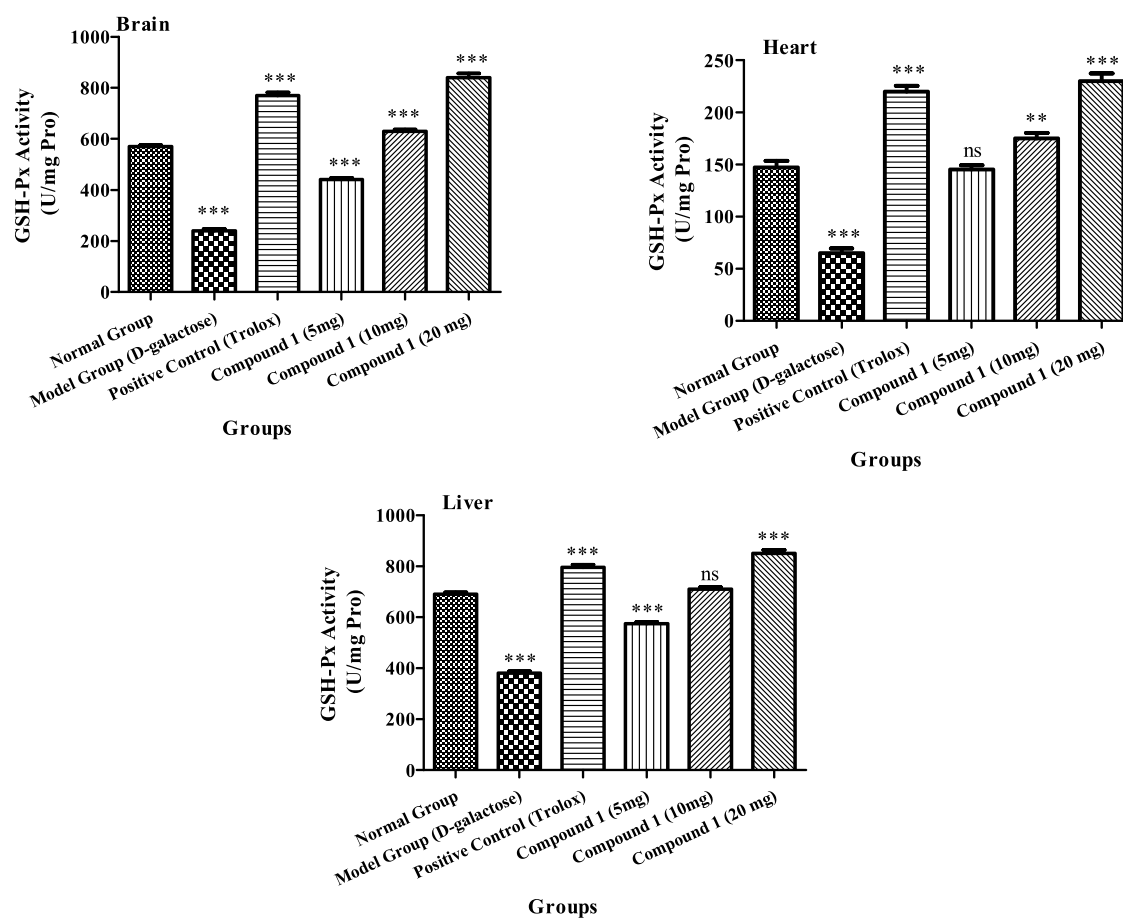 Brain
GSH-Px Activity
(U/mg Pro)
1000
800
600
400
200
0
***
***
***
***
***
Normal Group
Model Group (D-galactose)
Positive Control (Trolox)
Compound 1 (5mg)
Compound 1 (10mg)
Compound 1 (20 mg)
Groups
Heart
GSH-Px Activity
(U/mg Pro)
250
200
150
100
50
0
***
***
ns
**
***
Normal Group
Model Group (D-galactose)
Positive Control (Trolox)
Compound 1 (5mg)
Compound 1 (10mg)
Compound 1 (20 mg)
Groups
Liver
GSH-Px Activity
(U/mg Pro)
1000
800
600
400
200
0
***
***
***
ns
***
Normal Group
Model Group (D-galactose)
Positive Control (Trolox)
Compound 1 (5mg)
Compound 1 (10mg)
Compound 1 (20 mg)
Groups